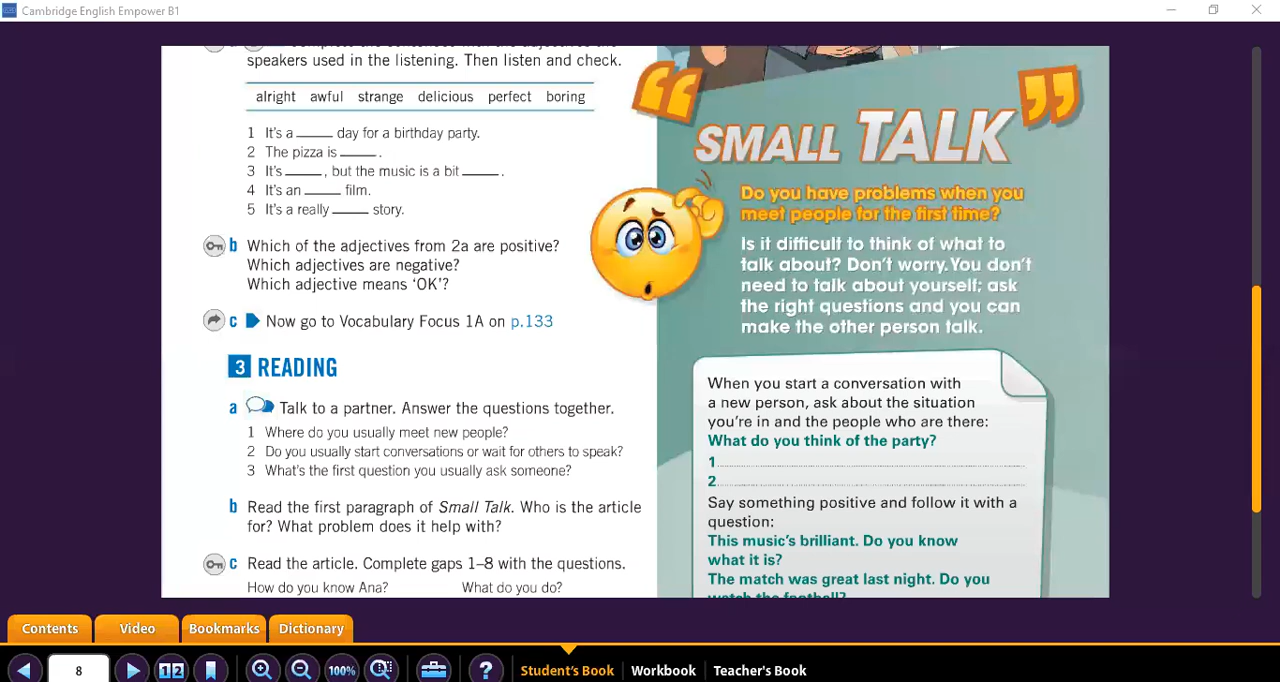 Cambridge English Empower B1
speakers used in the listening. Then listen and check.
alright awful strange delicious perfect boring
1 It's a _____ day for a birthday party.
2 The pizza is _____ .
3 It's _____ , but the music is a bit _____ .
4 It's an _____ film.
5 It's a really _____ story.
b Which of the adjectives from 2a are positive?
Which adjectives are negative?
Which adjective means 'OK'?
c Now go to Vocabulary Focus 1A on p.133
3 READING
a Talk to a partner. Answer the questions together.
1 Where do you usually meet new people?
2 Do you usually start conversations or wait for others to speak?
3 What's the first question you usually ask someone?
b Read the first paragraph of Small Talk. Who is the article
for? What problem does it help with?
c Read the article. Complete gaps 1–8 with the questions.
How do you know Ana? What do you do?
“ SMALL TALK ”
Do you have problems when you
meet people for the first time?
Is it difficult to think of what to
talk about? Don't worry. You don't
need to talk about yourself; ask
the right questions and you can
make the other person talk.
When you start a conversation with
a new person, ask about the situation
you're in and the people who are there:
What do you think of the party?
1
2
Say something positive and follow it with a
question:
This music's brilliant. Do you know
what it is?
The match was great last night. Do you
watch the football?
Contents Video Bookmarks Dictionary
8 1 2 100% ? Student's Book Workbook Teacher's Book